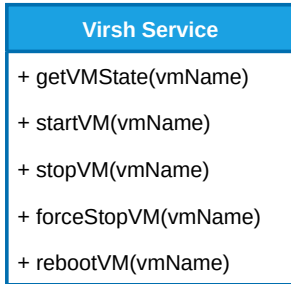 Virsh Service
+ getVMState(vmName)
+ startVM(vmName)
+ stopVM(vmName)
+ forceStopVM(vmName)
+ rebootVM(vmName)